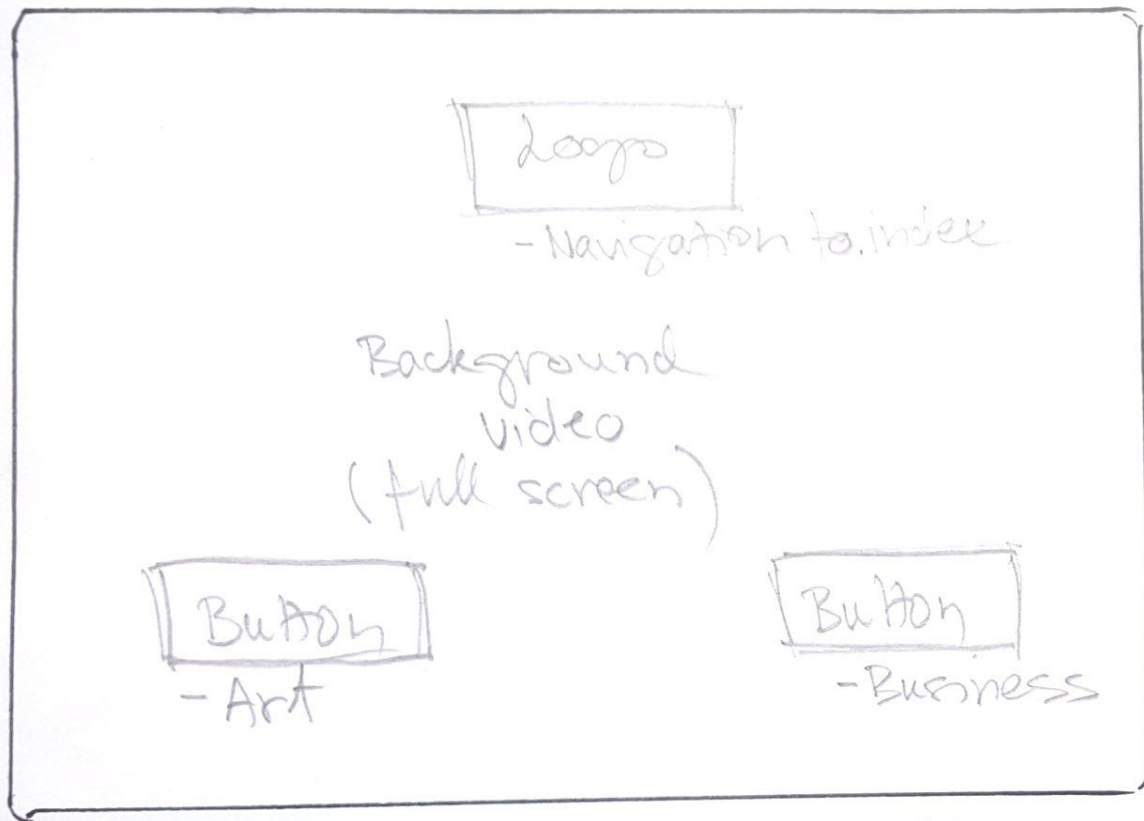 Logo
- Navigation to index
Background
video
(full screen)
Button
- Art
Button
- Business